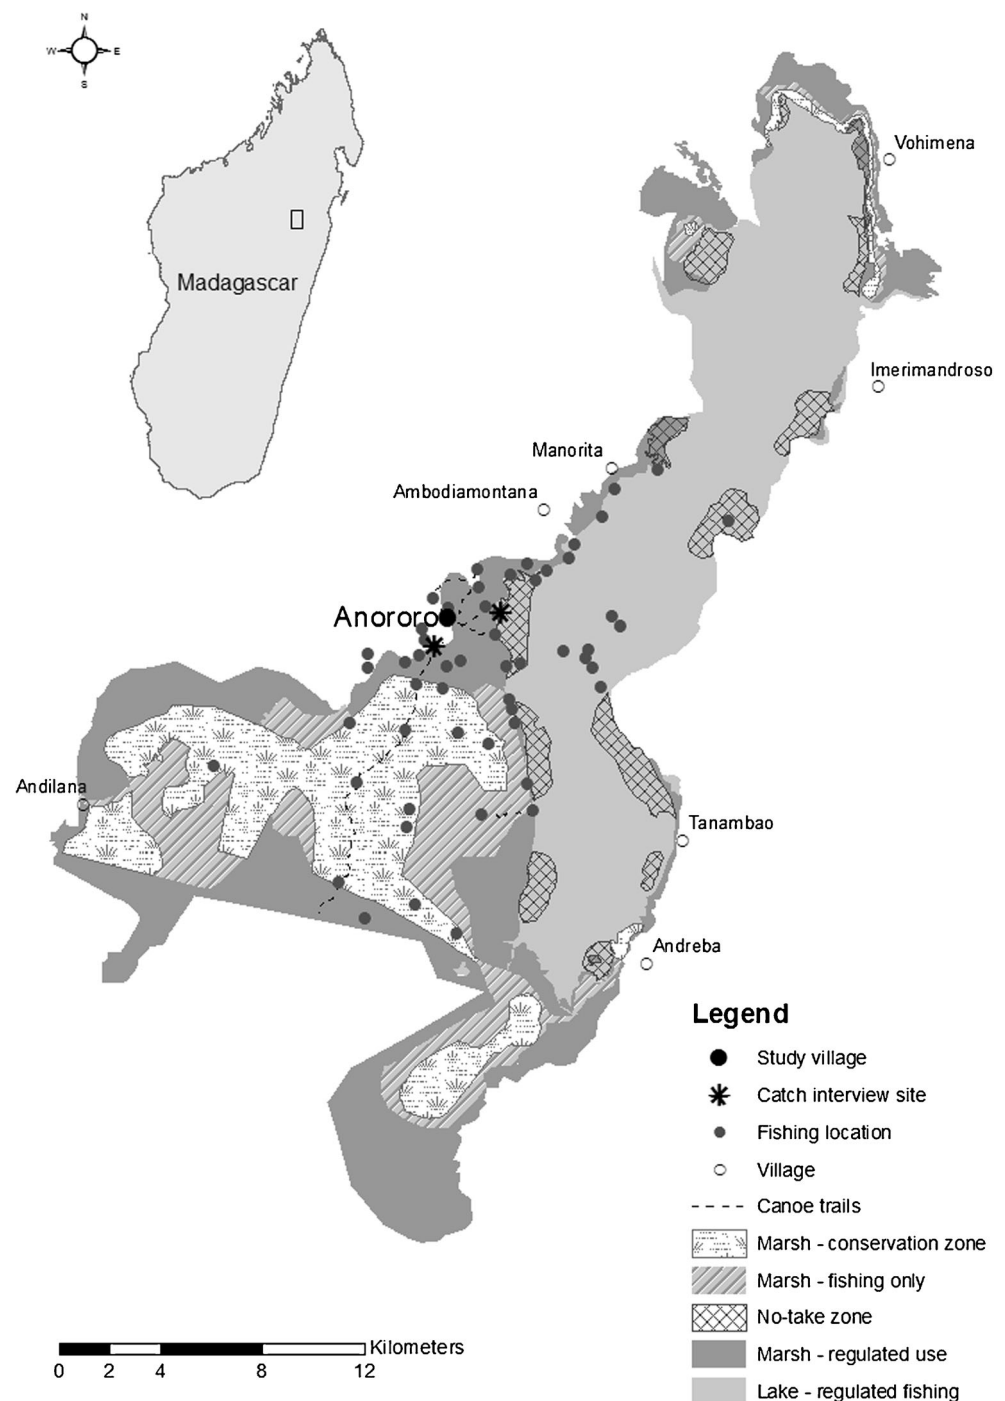 N
W
E
S
Madagascar
Vohimena
Imerimandroso
Manorita
Ambodiamontana
Anororo
Andilana
Tanambao
Andreba
Legend
Study village
Catch interview site
Fishing location
Village
Canoe trails
Marsh - conservation zone
Marsh - fishing only
No-take zone
Marsh - regulated use
Lake - regulated fishing
Kilometers
0 2 4 8 12